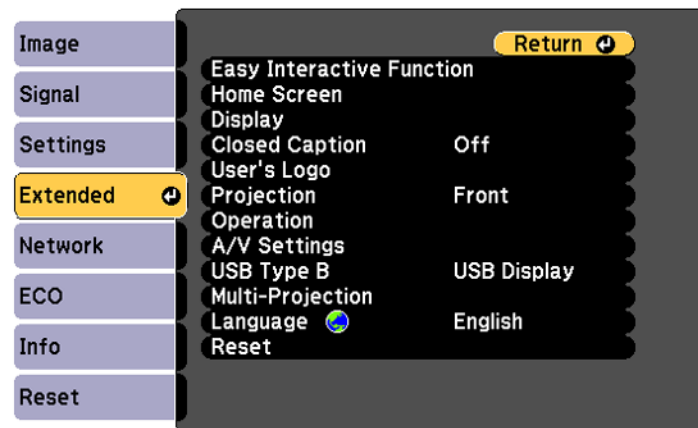 Image
Signal
Settings
Extended
Network
ECO
Info
Reset
Return
Easy Interactive Function
Home Screen
Display
Closed Caption Off
User's Logo
Projection Front
Operation
A/V Settings
USB Type B USB Display
Multi-Projection
Language English
Reset